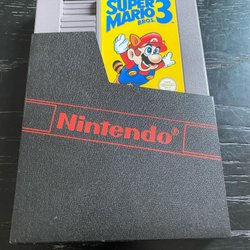 SUPER
MARIO 3
BROS.
Nintendo®